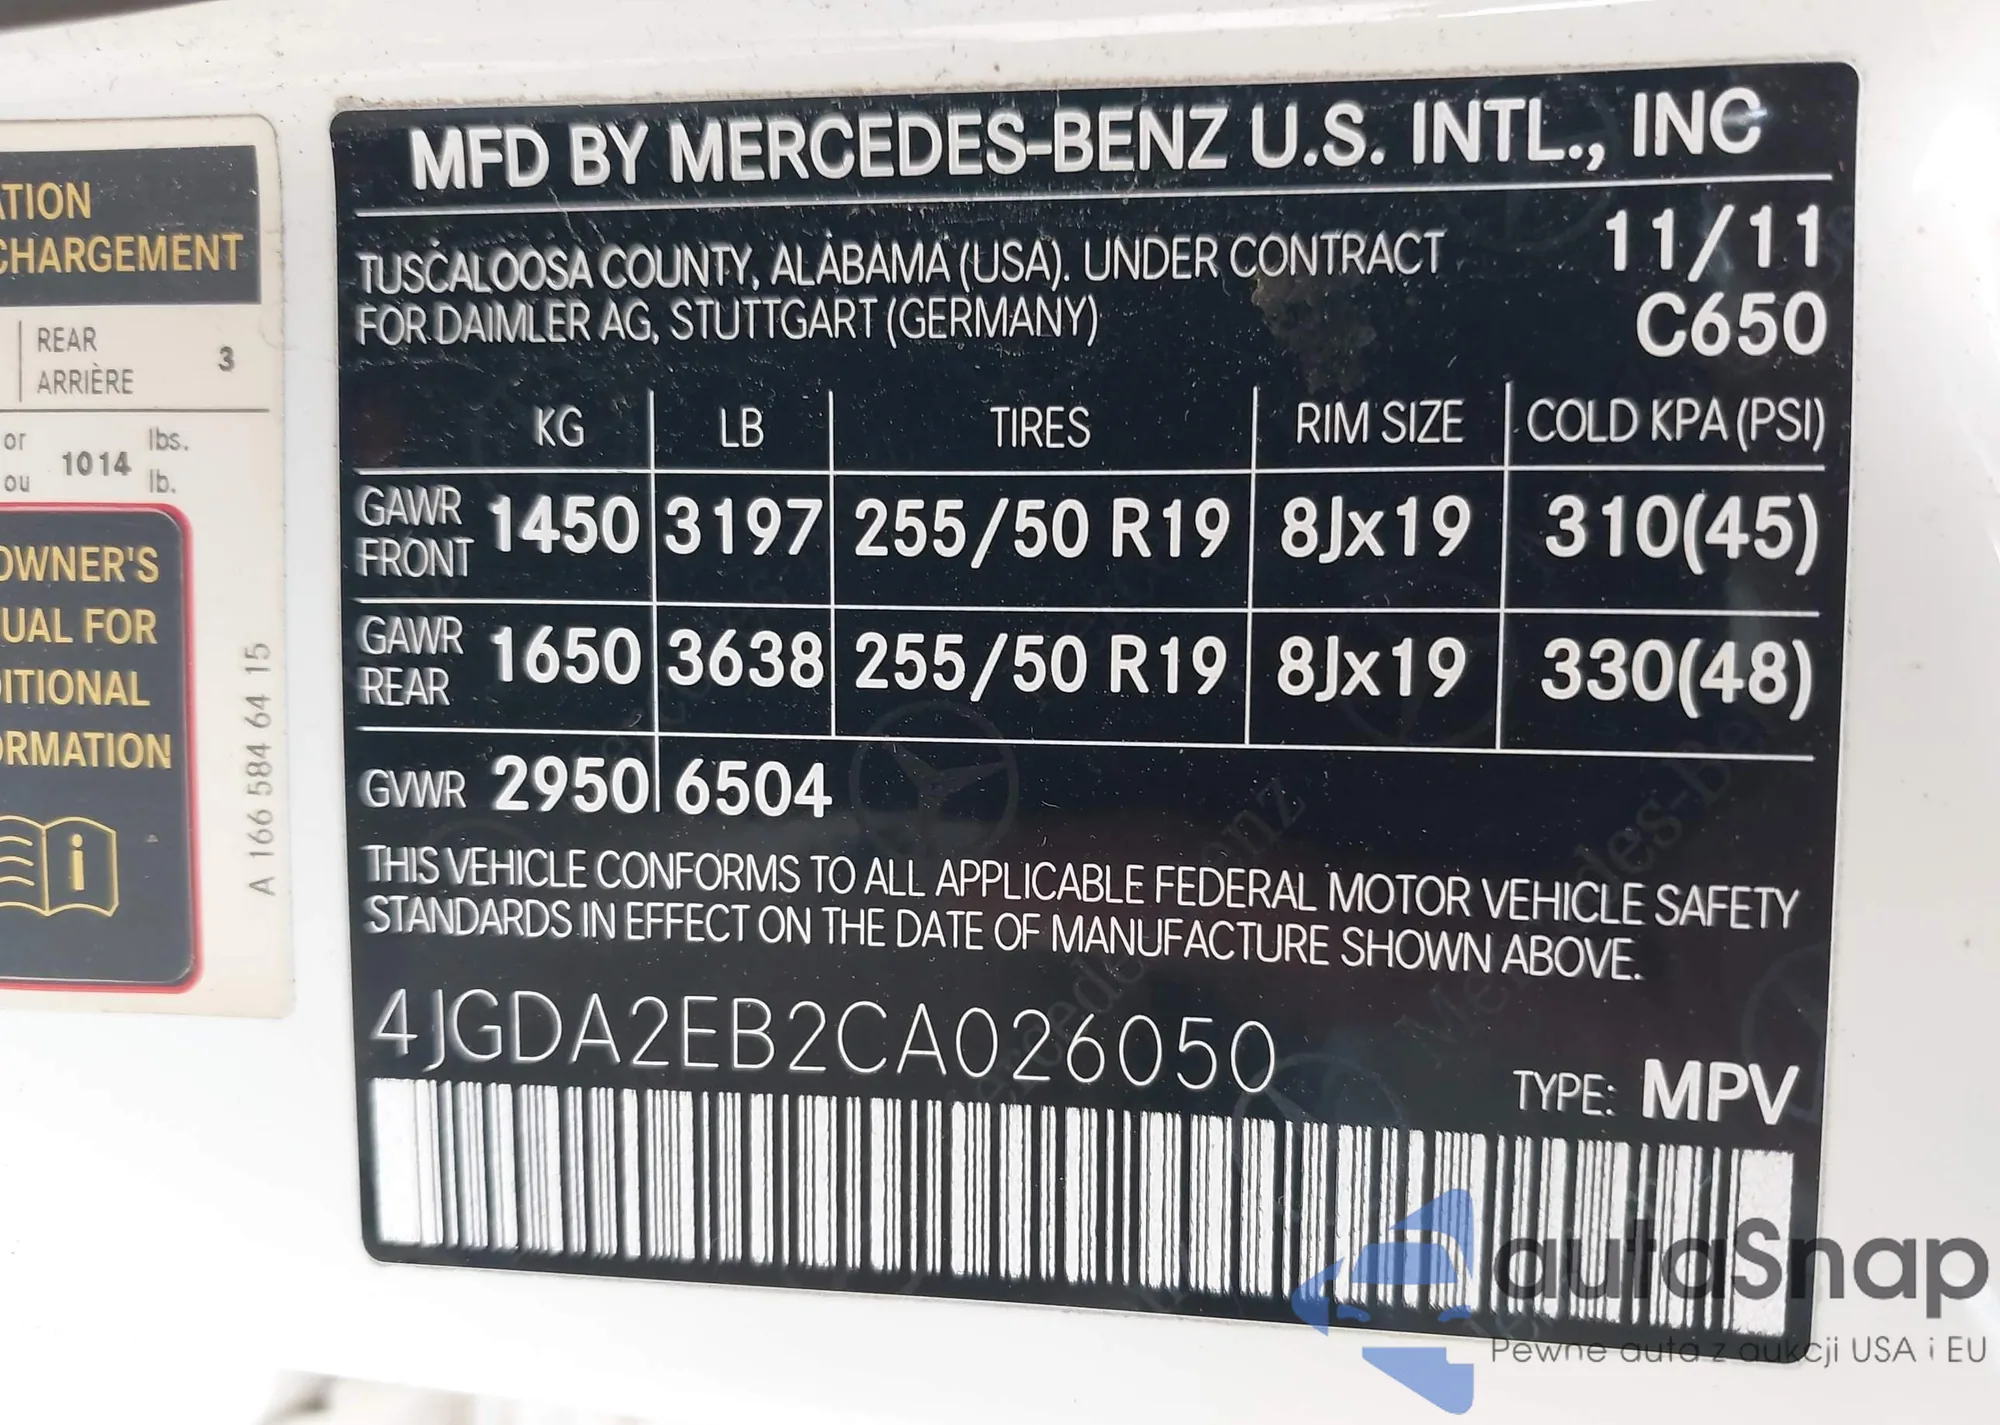 ATION
CHARGEMENT
REAR
ARRIÈRE
3
or
ou
1014
lbs.
lb.
OWNER'S
UAL FOR
DITIONAL
ORMATION
i
A 166 584 64 15
MFD BY MERCEDES-BENZ U.S. INTL., INC
TUSCALOOSA COUNTY, ALABAMA (USA). UNDER CONTRACT
FOR DAIMLER AG, STUTTGART (GERMANY)
11/11
C650
KG LB TIRES RIM SIZE COLD KPA (PSI)
GAWR FRONT 1450 3197 255/50 R19 8Jx19 310(45)
GAWR REAR 1650 3638 255/50 R19 8Jx19 330(48)
GVWR 2950 6504
THIS VEHICLE CONFORMS TO ALL APPLICABLE FEDERAL MOTOR VEHICLE SAFETY
STANDARDS IN EFFECT ON THE DATE OF MANUFACTURE SHOWN ABOVE.
4JGDA2EB2CA026050
TYPE: MPV
autaSnap
Pewne auta z aukcji USA i EU